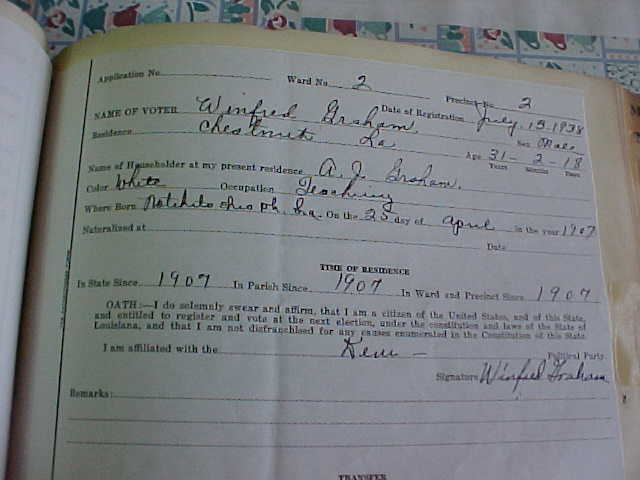 Application No. Ward No. 2 Precinct No. 2
NAME OF VOTER Winfred Graham Date of Registration July 13, 1938
Residence Chestnut La Sex Male
Age 31 - 2 - 18
Years Months Days
Name of Householder at my present residence A. J. Graham.
Color White Occupation Teaching
Where Born ph. La. On the 25 day of April in the year 1907
Naturalized at Date
TIME OF RESIDENCE
In State Since 1907 In Parish Since 1907 In Ward and Precinct Since 1907
OATH:—I do solemnly swear and affirm, that I am a citizen of the United States, and of this State,
and entitled to register and vote at the next election, under the constitution and laws of the State of
Louisiana, and that I am not disfranchised for any causes enumerated in the Constitution of this State.
I am affiliated with the Dem — Political Party.
Signature Winfred Graham
Remarks:
TRANSFER